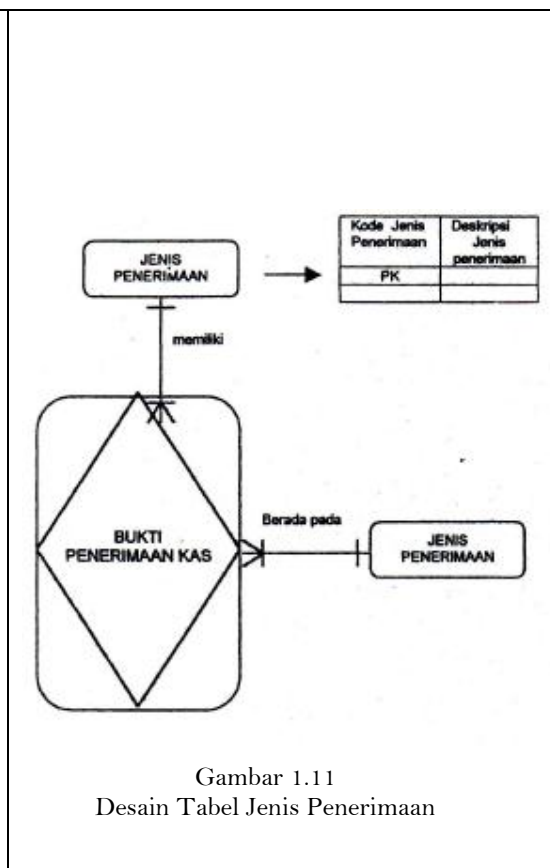 Kode Jenis Penerimaan
Deskripsi Jenis penerimaan
PK
JENIS
PENERIMAAN
memiliki
BUKTI
PENERIMAAN KAS
Berada pada
JENIS
PENERIMAAN
Gambar 1.11
Desain Tabel Jenis Penerimaan